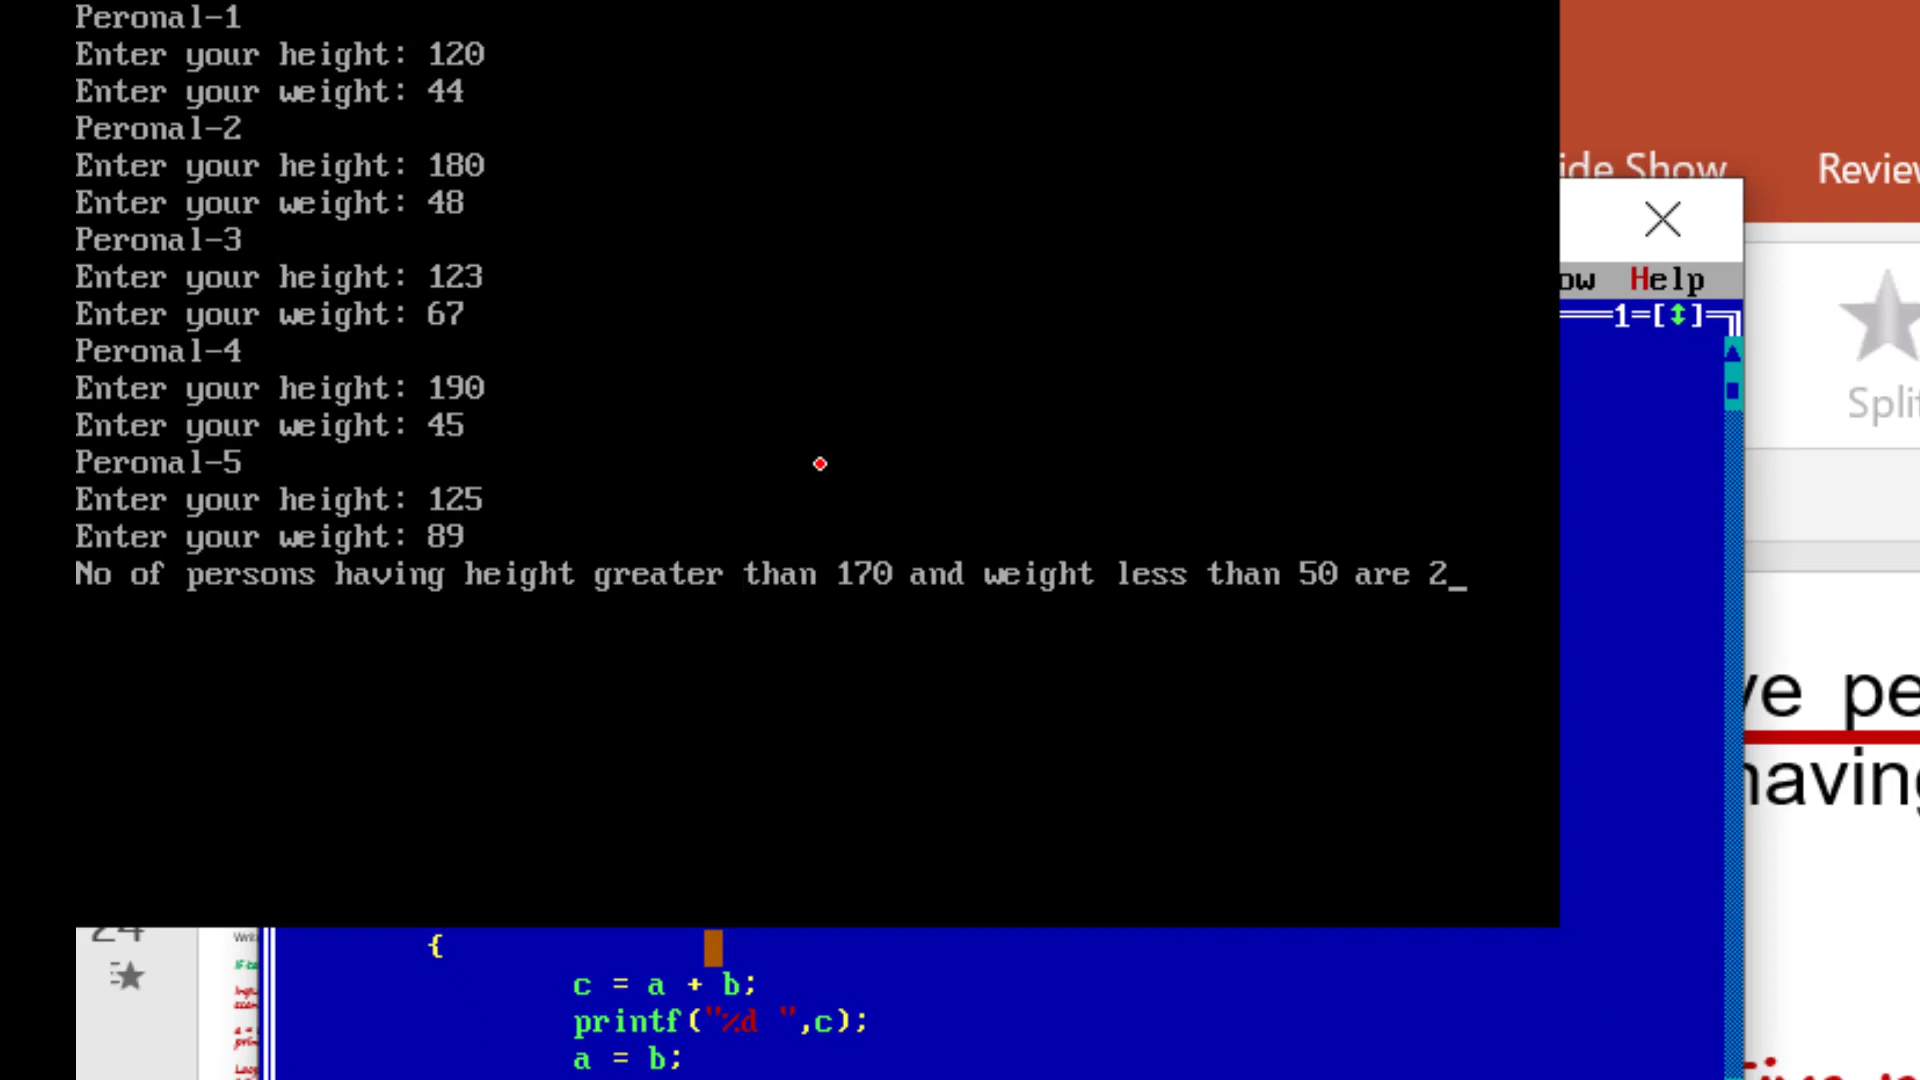 Peronal-1
Enter your height: 120
Enter your weight: 44
Peronal-2
Enter your height: 180
Enter your weight: 48
Peronal-3
Enter your height: 123
Enter your weight: 67
Peronal-4
Enter your height: 190
Enter your weight: 45
Peronal-5
Enter your height: 125
Enter your weight: 89
No of persons having height greater than 170 and weight less than 50 are 2_
ide Show Review
ow Help
1=[↕]
Split
ve pe
having
24
{
c = a + b;
printf("%d ",c);
a = b;